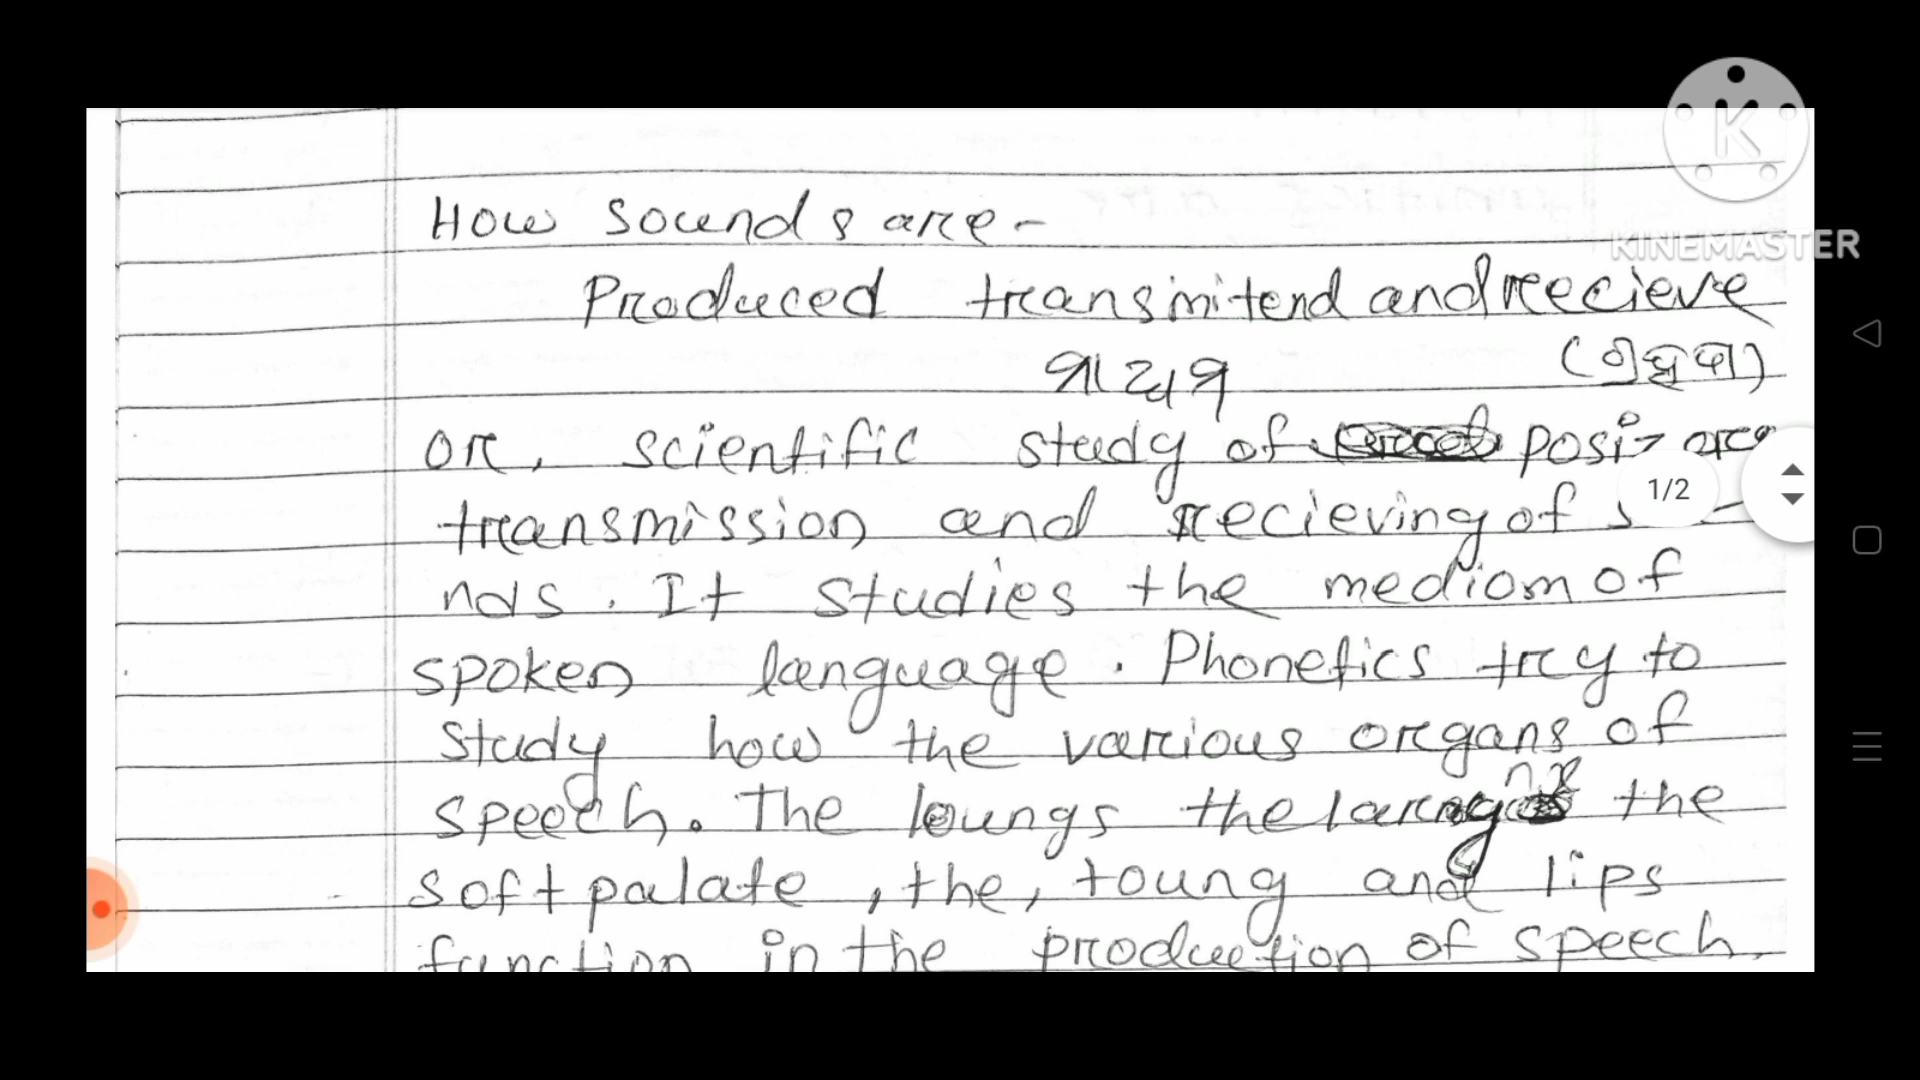 How sounds are-
Produced transmitend and recieve
or, scientific study of posi-
transmission and recieving of
nds. It studies the mediom of
spoken language. Phonetics try to
study how the various organs of
speech. The loungs the larynx the
soft palate, the, toung and lips
function in the production of speech.
1/2
KINEMASTER